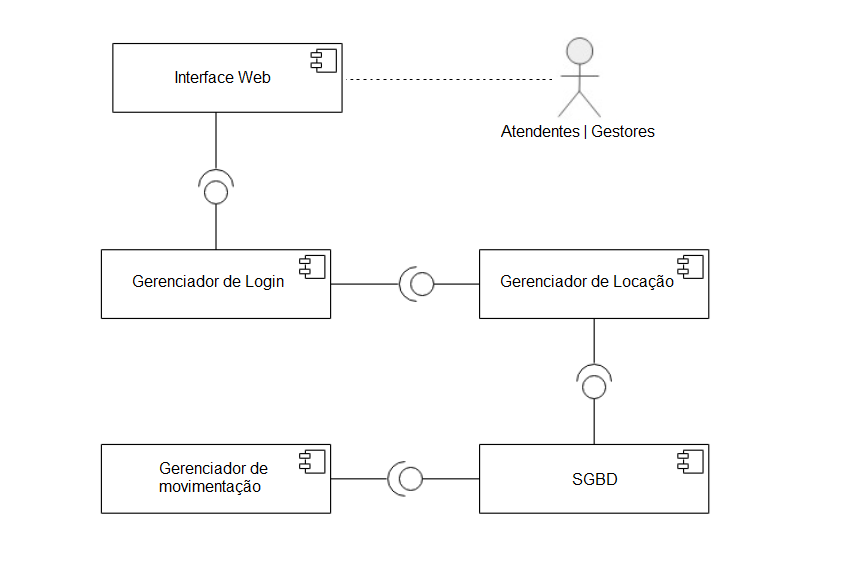 Interface Web
Atendentes | Gestores
Gerenciador de Login
Gerenciador de Locação
Gerenciador de
movimentação
SGBD